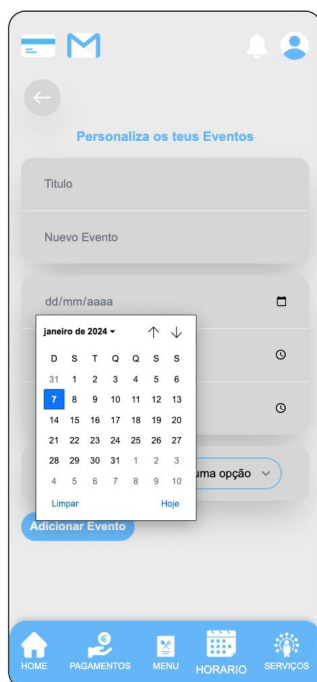 Personaliza os teus Eventos
Titulo
Nuevo Evento
dd/mm/aaaa
janeiro de 2024
D S T Q Q S S
31 1 2 3 4 5 6
7 8 9 10 11 12 13
14 15 16 17 18 19 20
21 22 23 24 25 26 27
28 29 30 31 1 2 3
4 5 6 7 8 9 10
Limpar Hoje
uma opção
Adicionar Evento
HOME PAGAMENTOS MENU HORARIO SERVIÇOS